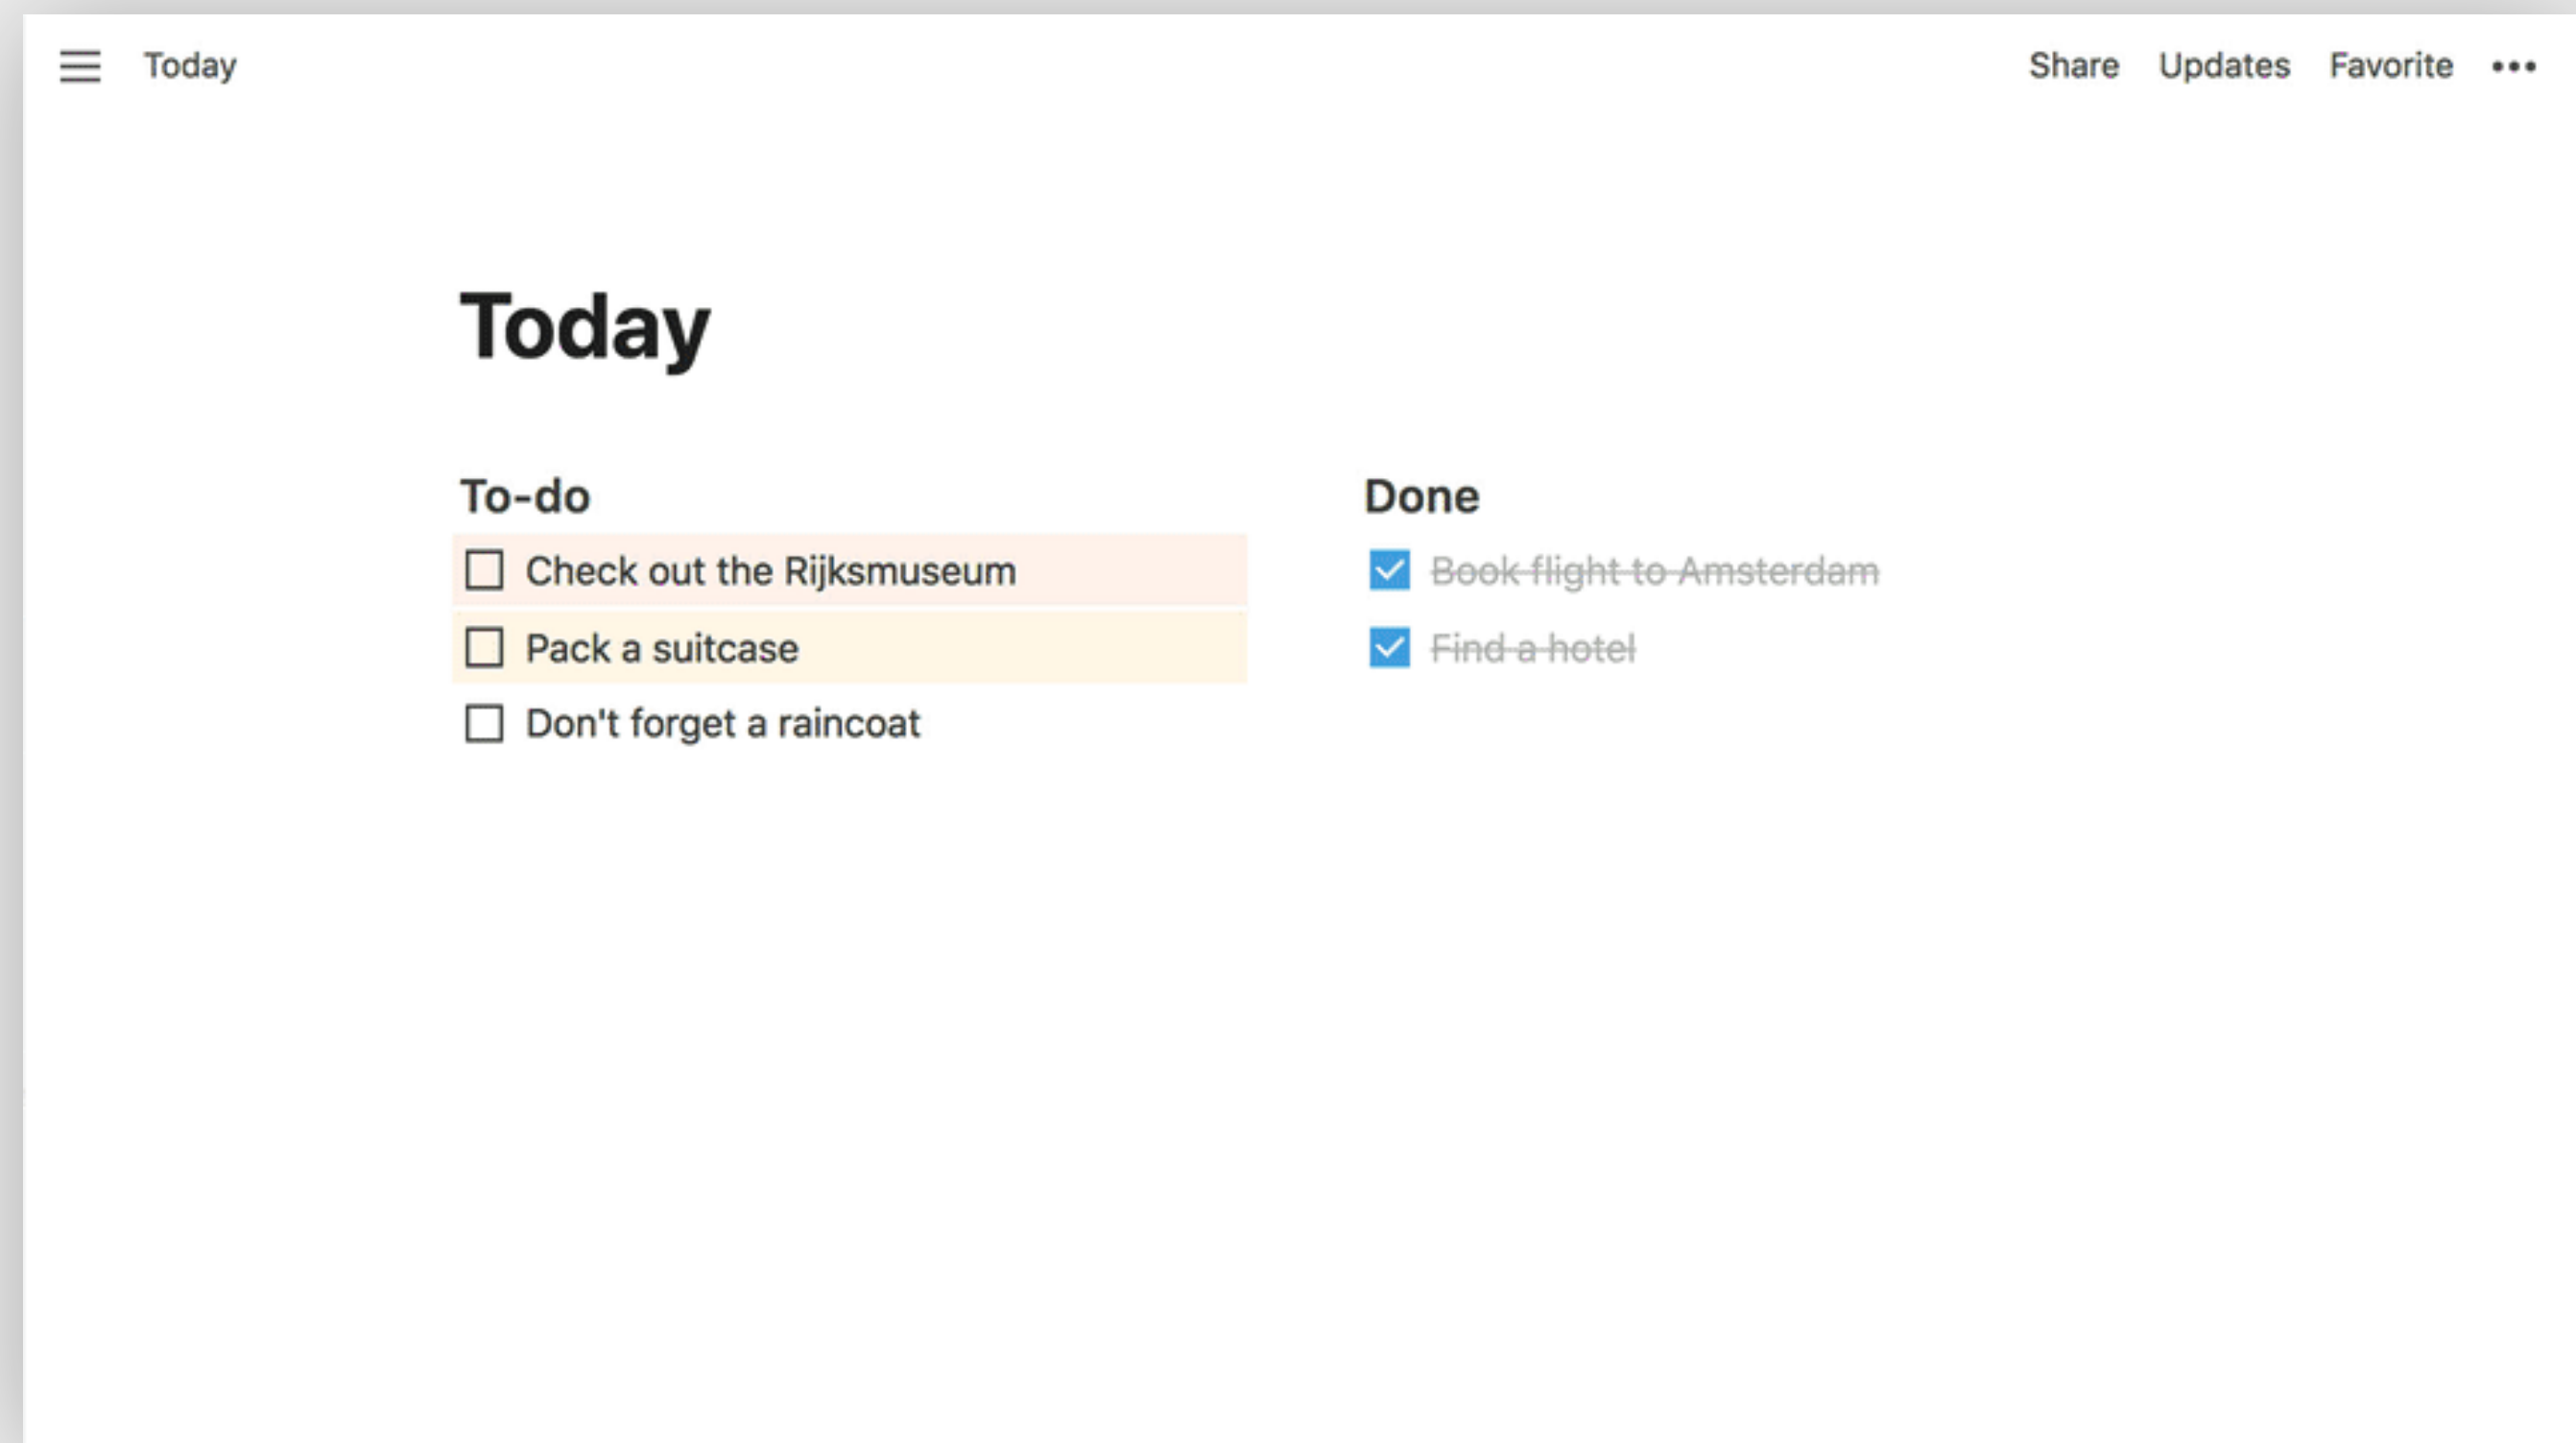 Today
Share Updates Favorite
Today
To-do
Check out the Rijksmuseum
Pack a suitcase
Don't forget a raincoat
Done
Book flight to Amsterdam
Find a hotel